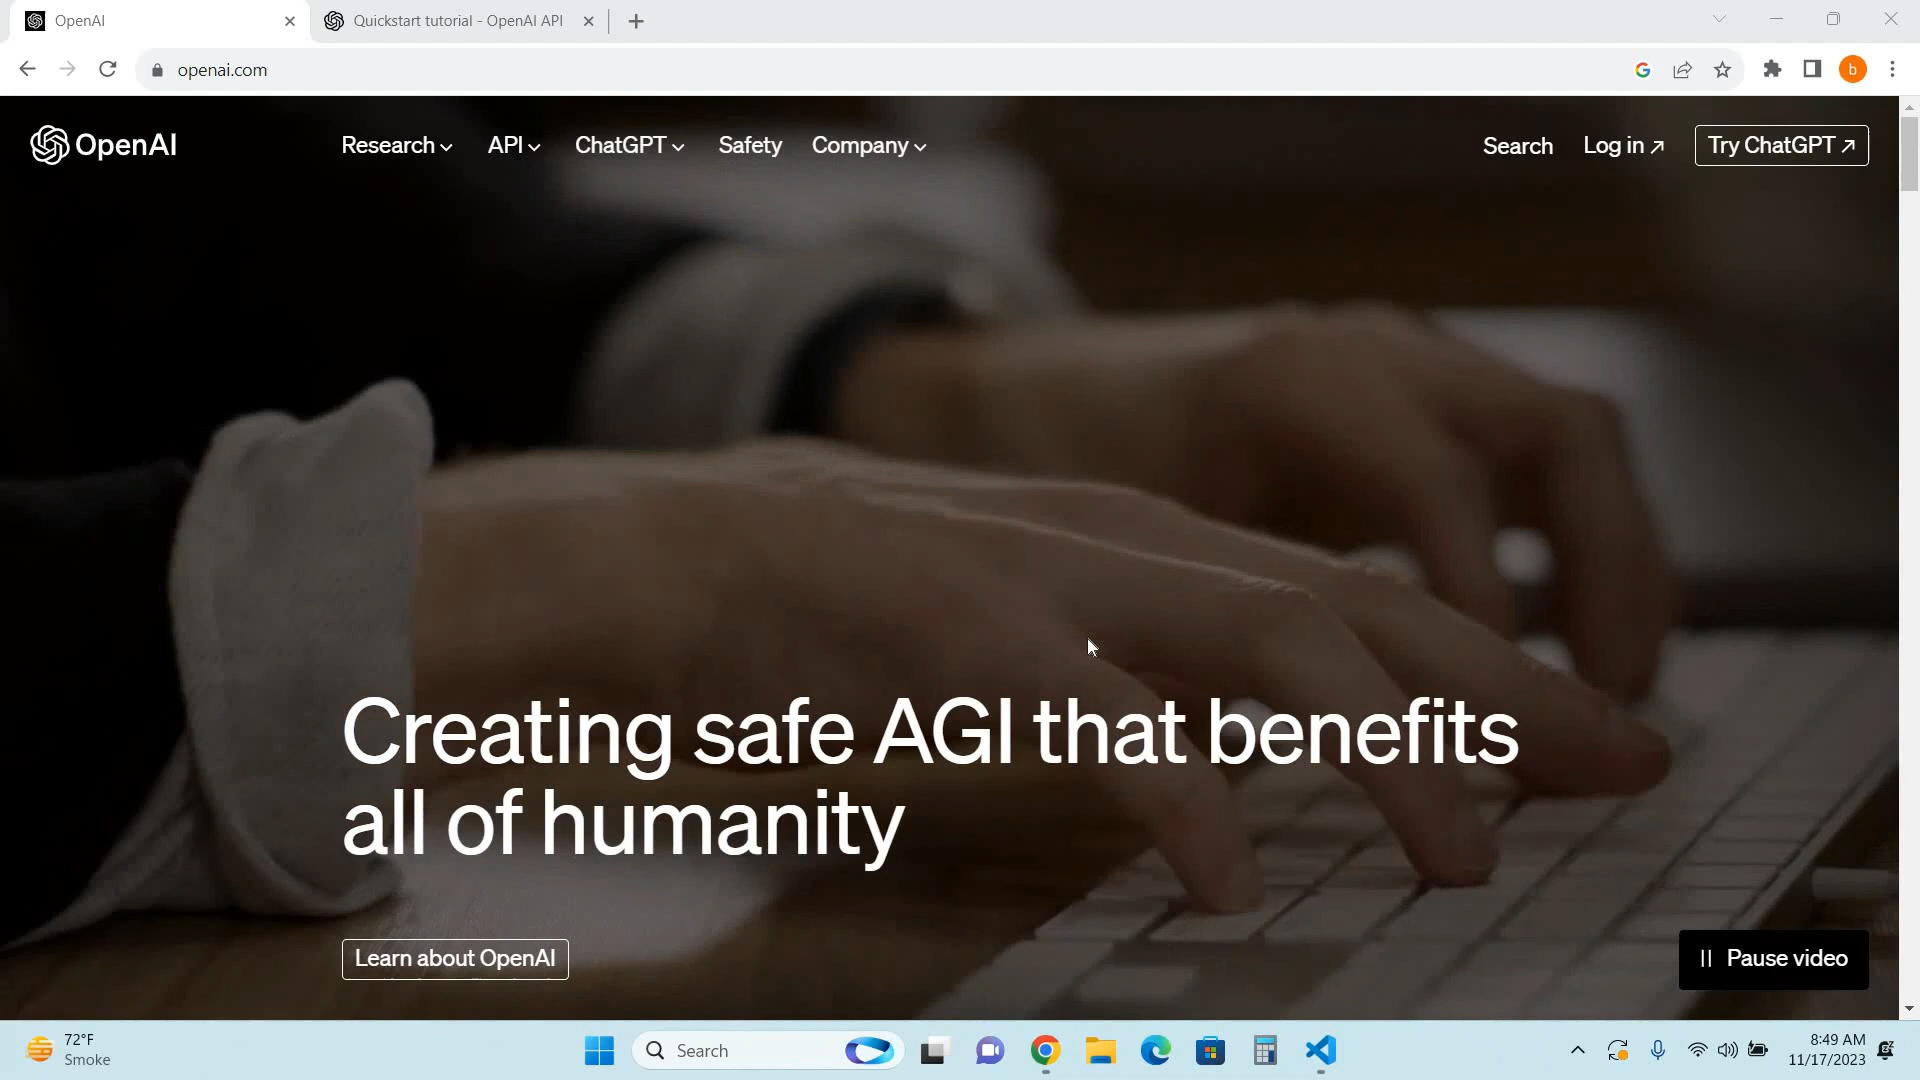 OpenAI
Quickstart tutorial - OpenAI API
openai.com
b
OpenAI
Research
API
ChatGPT
Safety
Company
Search
Log in
Try ChatGPT
Creating safe AGI that benefits
all of humanity
Learn about OpenAI
Pause video
72°F
Smoke
Search
8:49 AM
11/17/2023